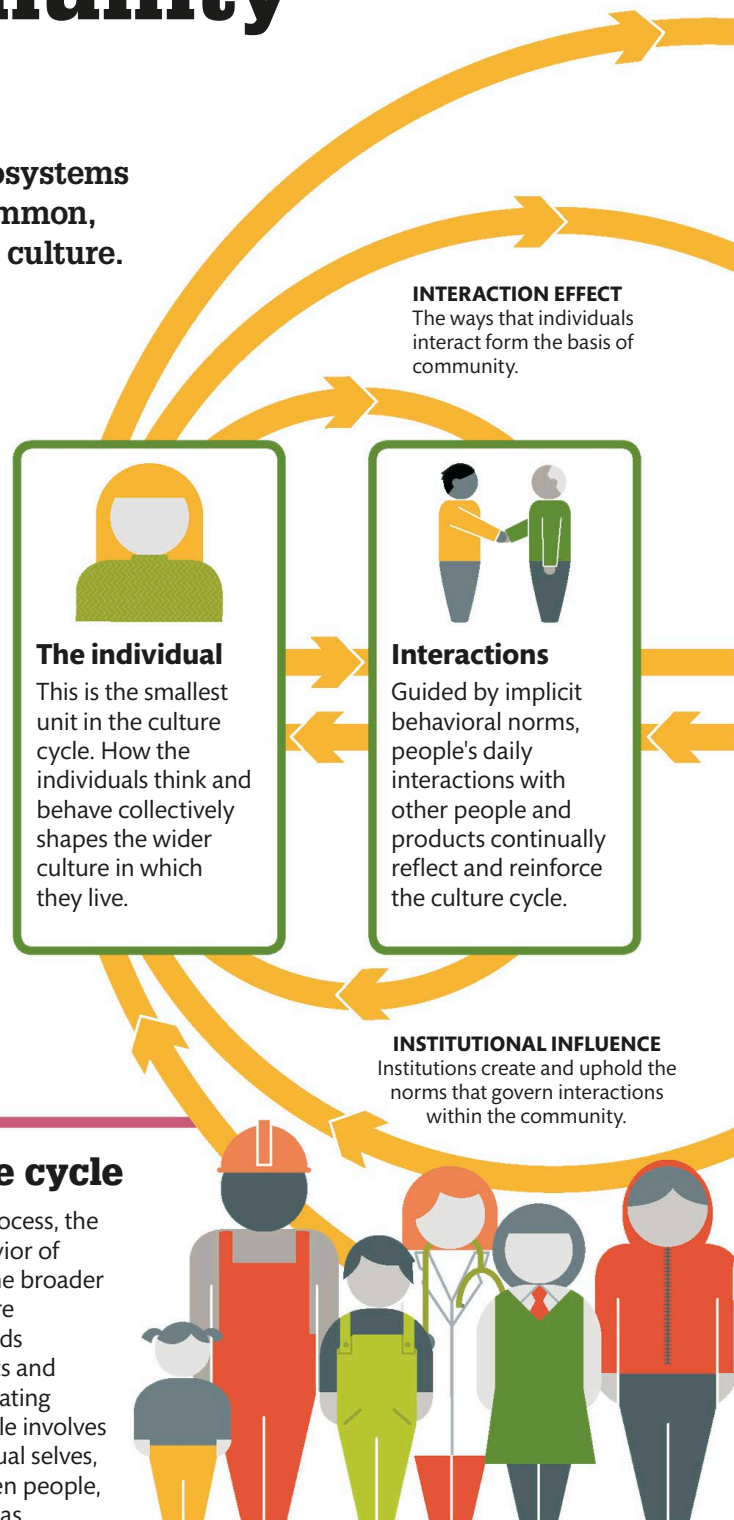 osystems
mmon,
culture.
INTERACTION EFFECT
The ways that individuals
interact form the basis of
community.
The individual
This is the smallest
unit in the culture
cycle. How the
individuals think and
behave collectively
shapes the wider
culture in which
they live.
Interactions
Guided by implicit
behavioral norms,
people's daily
interactions with
other people and
products continually
reflect and reinforce
the culture cycle.
INSTITUTIONAL INFLUENCE
Institutions create and uphold the
norms that govern interactions
within the community.
e cycle
ocess, the
vior of
ne broader
re
ds
s and
ating
le involves
ual selves,
en people,
as